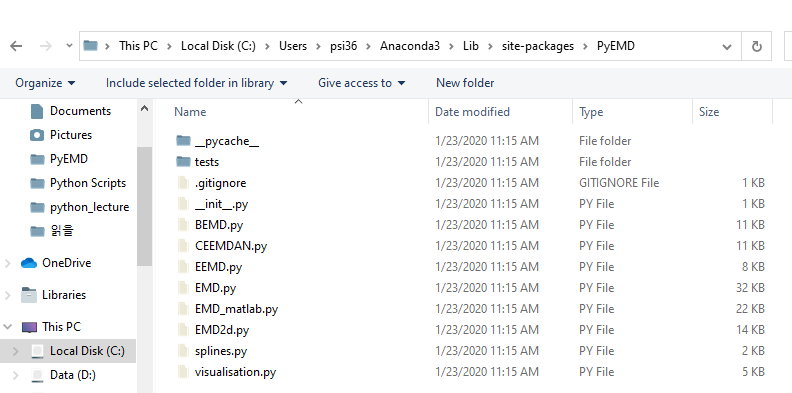 This PC > Local Disk (C:) > Users > psi36 > Anaconda3 > Lib > site-packages > PyEMD
Organize Include selected folder in library Give access to New folder
Name Date modified Type Size
Documents
Pictures
PyEMD
Python Scripts
python_lecture
읽을
OneDrive
Libraries
This PC
Local Disk (C:)
Data (D:)
__pycache__ 1/23/2020 11:15 AM File folder
tests 1/23/2020 11:15 AM File folder
.gitignore 1/23/2020 11:15 AM GITIGNORE File 1 KB
__init__.py 1/23/2020 11:15 AM PY File 1 KB
BEMD.py 1/23/2020 11:15 AM PY File 11 KB
CEEMDAN.py 1/23/2020 11:15 AM PY File 11 KB
EEMD.py 1/23/2020 11:15 AM PY File 8 KB
EMD.py 1/23/2020 11:15 AM PY File 32 KB
EMD_matlab.py 1/23/2020 11:15 AM PY File 22 KB
EMD2d.py 1/23/2020 11:15 AM PY File 14 KB
splines.py 1/23/2020 11:15 AM PY File 2 KB
visualisation.py 1/23/2020 11:15 AM PY File 5 KB